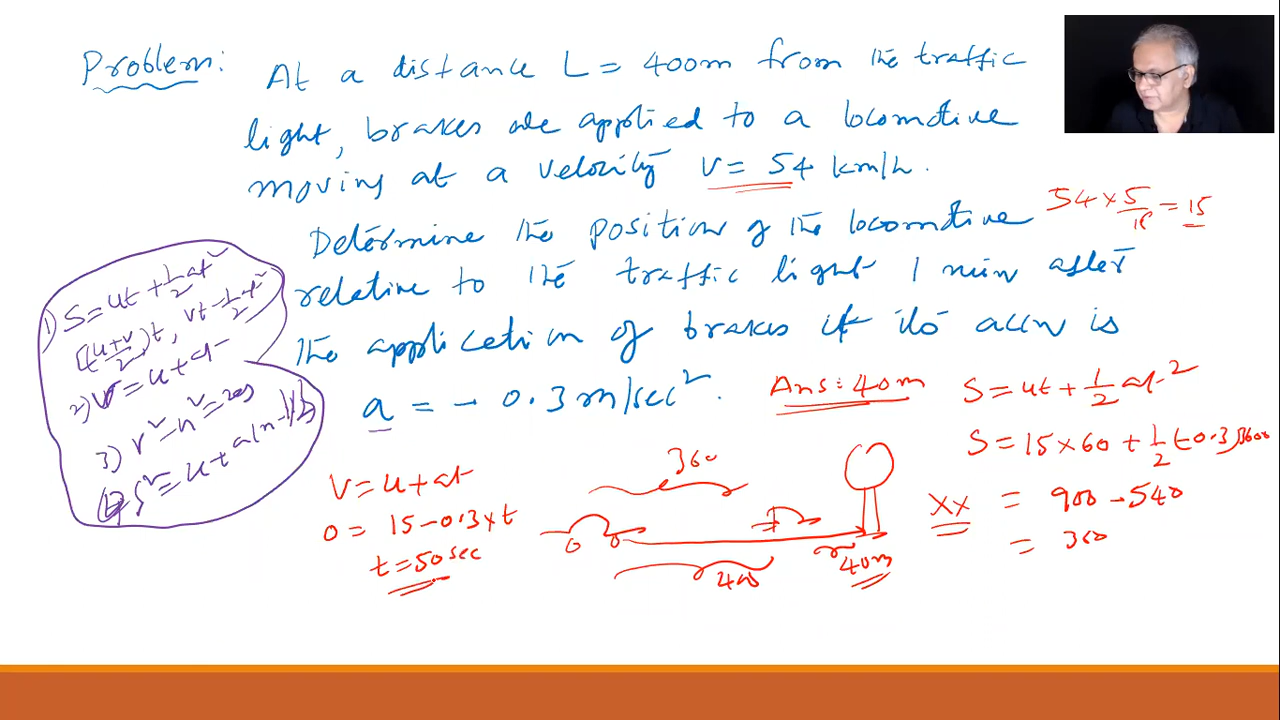 Problem: At a distance L = 400m from the traffic
light, brakes are applied to a locomotive
moving at a velocity v = 54 km/h.
54 × 5/18 = 15
Determine the position of the locomotive
relative to the traffic light 1 min after
the application of brakes if its accn is
a = - 0.3 m/sec².
Ans: 40m
1) S = ut + 1/2 at²
(u+v/2)t, vt - 1/2 at²
2) v = u + at
3) v² - u² = 2as
S = ut + 1/2 at²
S = 15 × 60 + 1/2 (-0.3) 3600
XX = 900 - 540
= 360
V = u + at
0 = 15 - 0.3 × t
t = 50 sec
360
400
40m